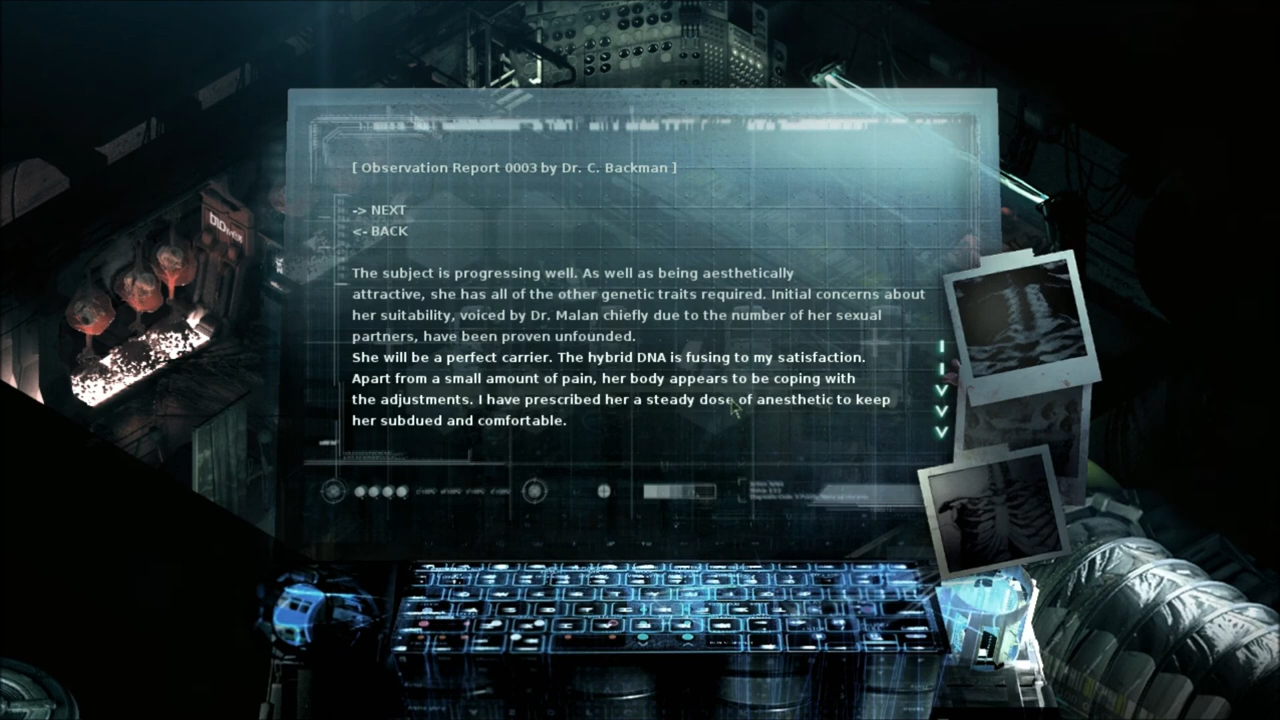 [ Observation Report 0003 by Dr. C. Backman ]
-> NEXT
<- BACK
The subject is progressing well. As well as being aesthetically
attractive, she has all of the other genetic traits required. Initial concerns about
her suitability, voiced by Dr. Malan chiefly due to the number of her sexual
partners, have been proven unfounded.
She will be a perfect carrier. The hybrid DNA is fusing to my satisfaction.
Apart from a small amount of pain, her body appears to be coping with
the adjustments. I have prescribed her a steady dose of anesthetic to keep
her subdued and comfortable.